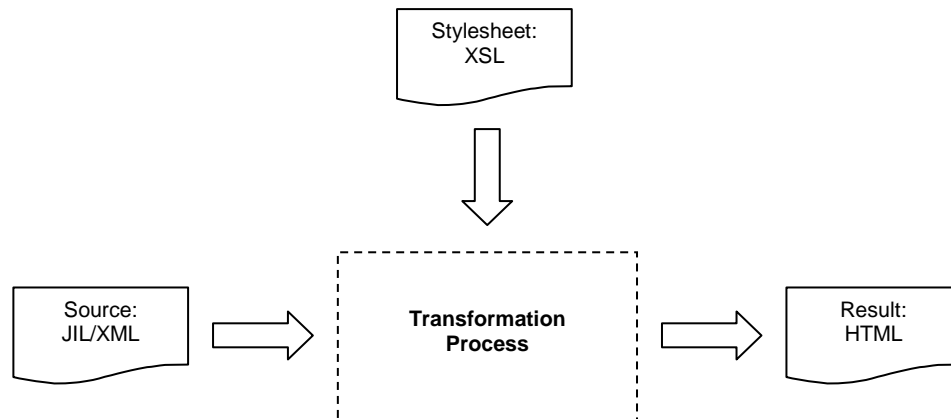 Stylesheet:
XSL
Source:
JIL/XML
Transformation
Process
Result:
HTML